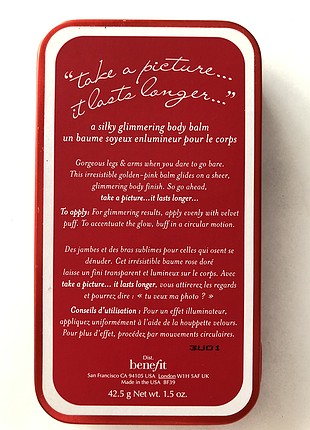 “take a picture...
it lasts longer...”
a silky glimmering body balm
un baume soyeux enlumineur pour le corps
Gorgeous legs & arms when you dare to go bare.
This irresistible golden-pink balm glides on a sheer,
glimmering body finish. So go ahead,
take a picture...it lasts longer...
To apply: For glimmering results, apply evenly with velvet
puff. To accentuate the glow, buff in a circular motion.
Des jambes et des bras sublimes pour celles qui osent se
dénuder. Cet irrésistible baume rose doré
laisse un fini transparent et lumineux sur le corps. Avec
take a picture... it lasts longer, vous attirerez les regards
et pourrez dire : « tu veux ma photo ? »
Conseils d'utilisation : Pour un effet illuminateur,
appliquez uniformément à l'aide de la houppette velours.
Pour plus d'effet, procédez par mouvements circulaires.
3U01
Dist.
benefit
San Francisco CA 94105 USA London W1H 5AF UK
Made in the USA BF39
42.5 g Net wt. 1.5 oz.